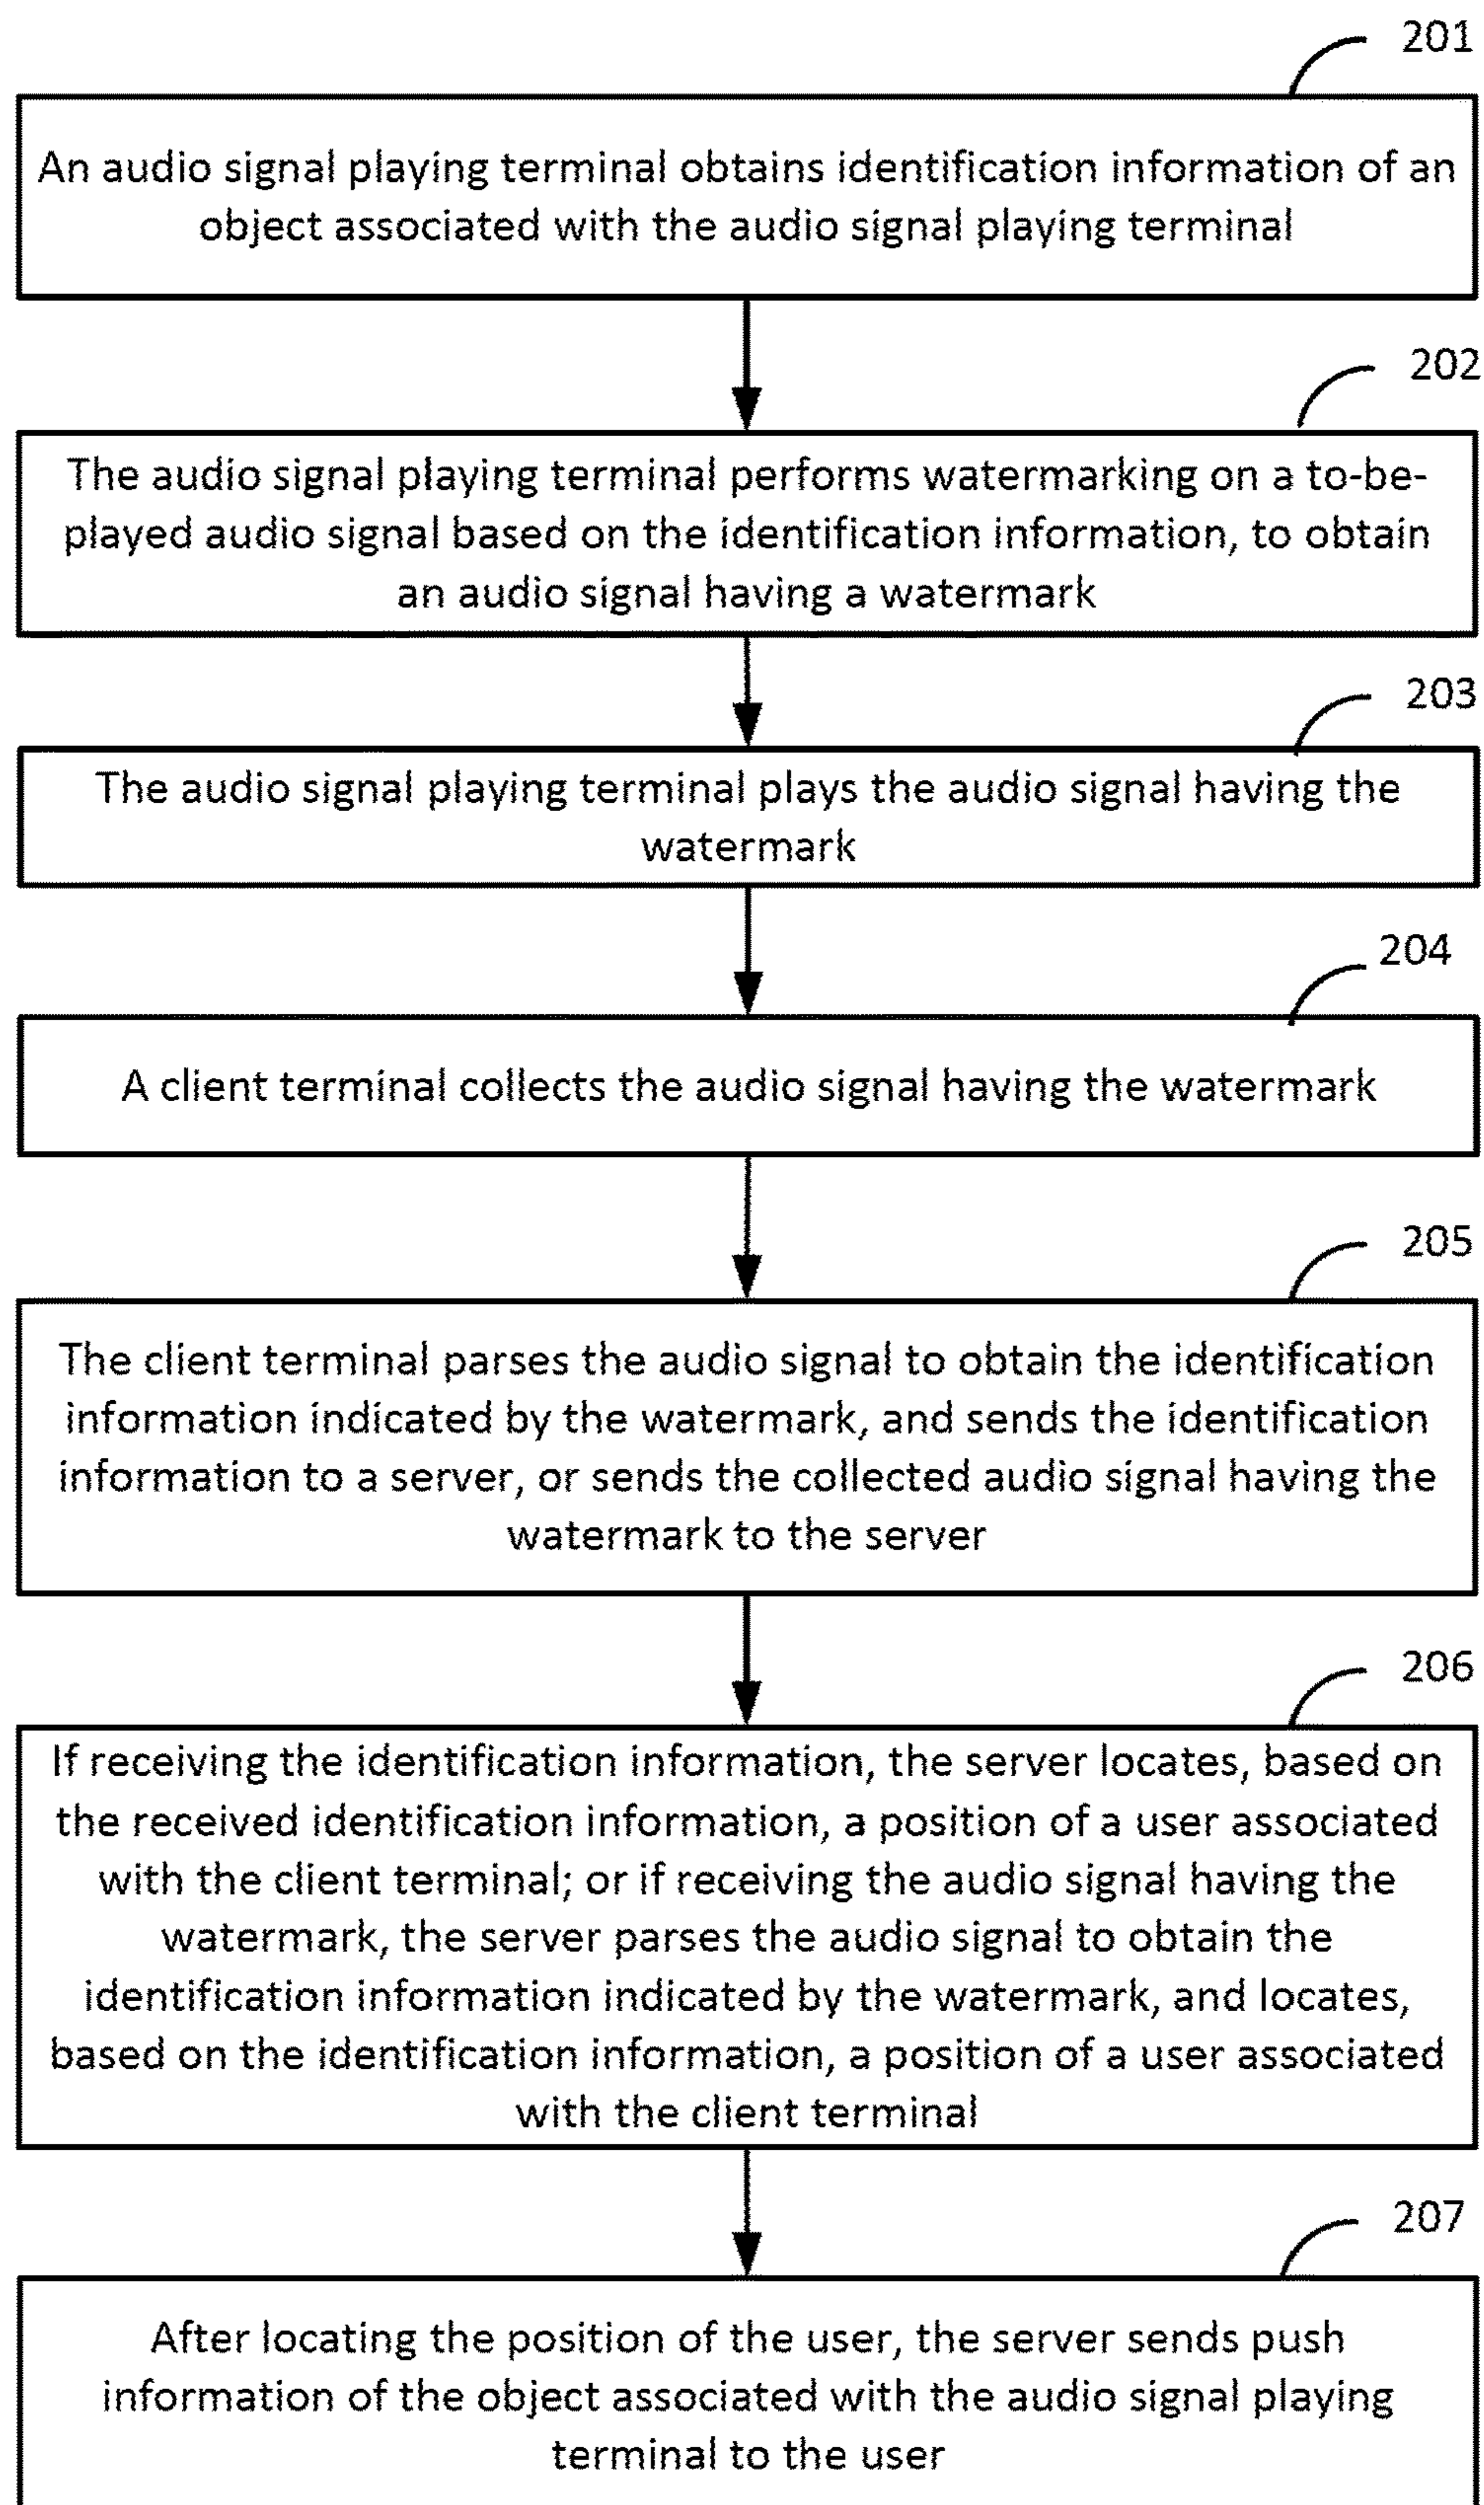 201
An audio signal playing terminal obtains identification information of an
object associated with the audio signal playing terminal
202
The audio signal playing terminal performs watermarking on a to-be-
played audio signal based on the identification information, to obtain
an audio signal having a watermark
203
The audio signal playing terminal plays the audio signal having the
watermark
204
A client terminal collects the audio signal having the watermark
205
The client terminal parses the audio signal to obtain the identification
information indicated by the watermark, and sends the identification
information to a server, or sends the collected audio signal having the
watermark to the server
206
If receiving the identification information, the server locates, based on
the received identification information, a position of a user associated
with the client terminal; or if receiving the audio signal having the
watermark, the server parses the audio signal to obtain the
identification information indicated by the watermark, and locates,
based on the identification information, a position of a user associated
with the client terminal
207
After locating the position of the user, the server sends push
information of the object associated with the audio signal playing
terminal to the user